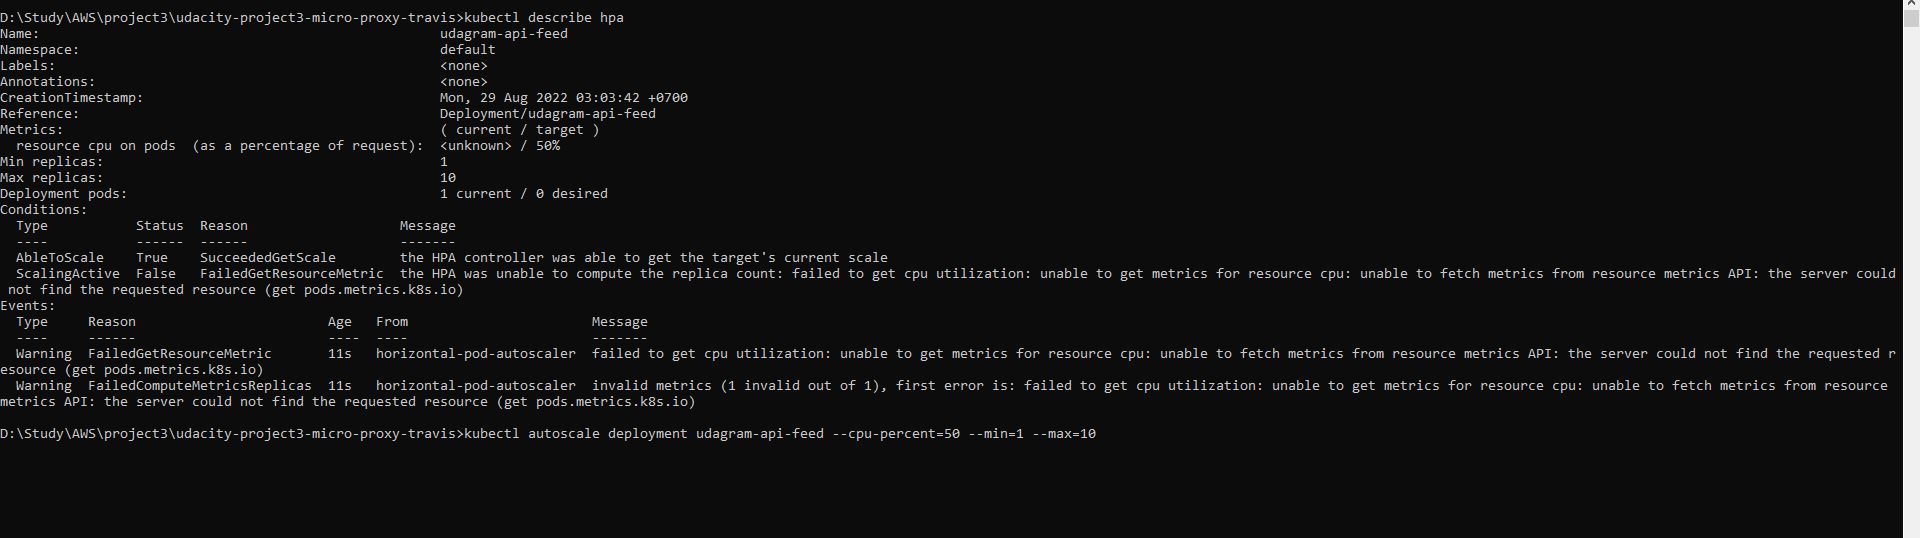 D:\Study\AWS\project3\udacity-project3-micro-proxy-travis>kubectl describe hpa
Name:                                                  udagram-api-feed
Namespace:                                             default
Labels:                                                <none>
Annotations:                                           <none>
CreationTimestamp:                                     Mon, 29 Aug 2022 03:03:42 +0700
Reference:                                             Deployment/udagram-api-feed
Metrics:                                               ( current / target )
  resource cpu on pods  (as a percentage of request):  <unknown> / 50%
Min replicas:                                          1
Max replicas:                                          10
Deployment pods:                                       1 current / 0 desired
Conditions:
  Type           Status  Reason                   Message
  ----           ------  ------                   -------
  AbleToScale    True    SucceededGetScale        the HPA controller was able to get the target's current scale
  ScalingActive  False   FailedGetResourceMetric  the HPA was unable to compute the replica count: failed to get cpu utilization: unable to get metrics for resource cpu: unable to fetch metrics from resource metrics API: the server could
 not find the requested resource (get pods.metrics.k8s.io)
Events:
  Type     Reason                        Age   From                       Message
  ----     ------                        ----  ----                       -------
  Warning  FailedGetResourceMetric       11s   horizontal-pod-autoscaler  failed to get cpu utilization: unable to get metrics for resource cpu: unable to fetch metrics from resource metrics API: the server could not find the requested r
esource (get pods.metrics.k8s.io)
  Warning  FailedComputeMetricsReplicas  11s   horizontal-pod-autoscaler  invalid metrics (1 invalid out of 1), first error is: failed to get cpu utilization: unable to get metrics for resource cpu: unable to fetch metrics from resource
metrics API: the server could not find the requested resource (get pods.metrics.k8s.io)
D:\Study\AWS\project3\udacity-project3-micro-proxy-travis>kubectl autoscale deployment udagram-api-feed --cpu-percent=50 --min=1 --max=10